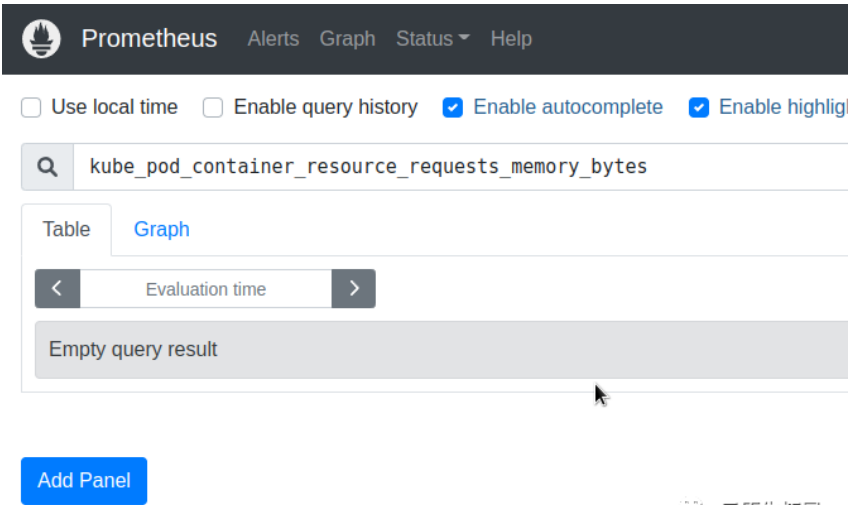 Prometheus Alerts Graph Status Help
Use local time Enable query history Enable autocomplete
Enable
kube_pod_container_resource_requests_memory_bytes
Table Graph
Evaluation time
Empty query result
Add Panel